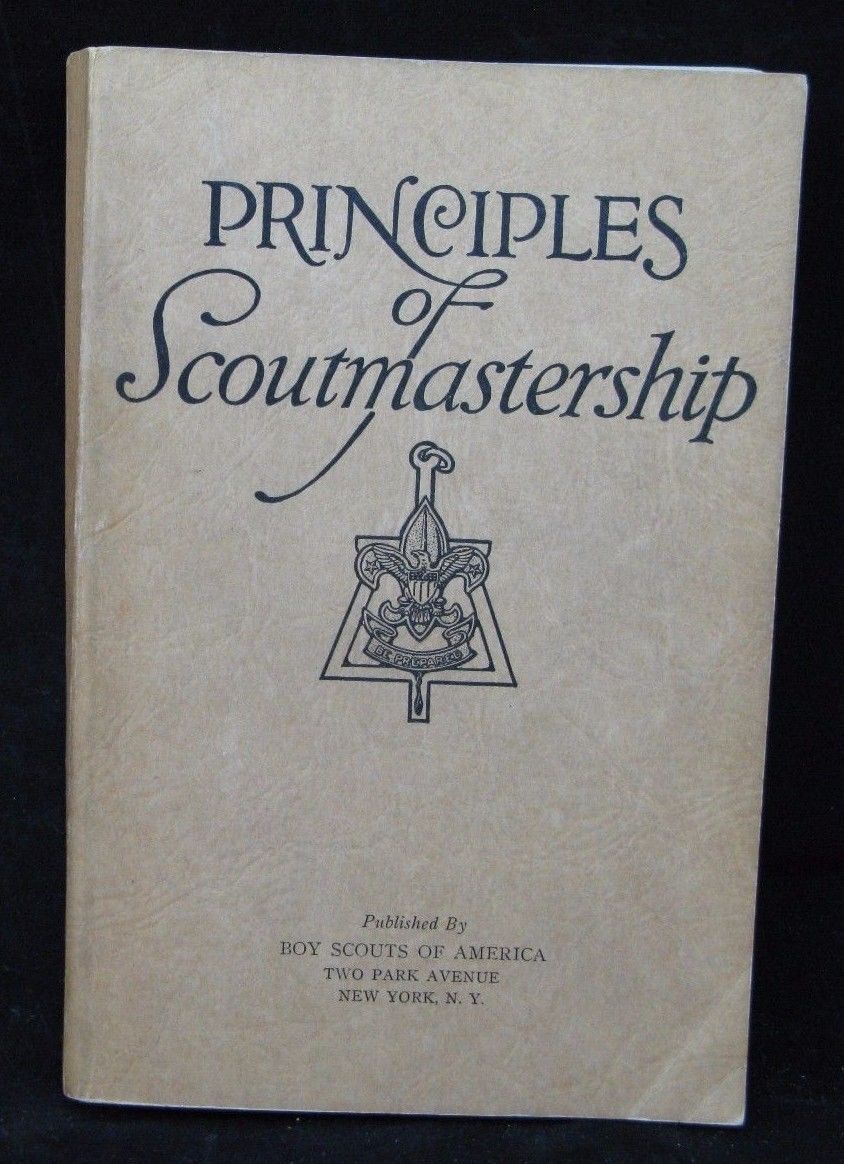 PRINCIPLES
of
Scoutmastership
BE PREPARED
Published By
BOY SCOUTS OF AMERICA
TWO PARK AVENUE
NEW YORK, N. Y.